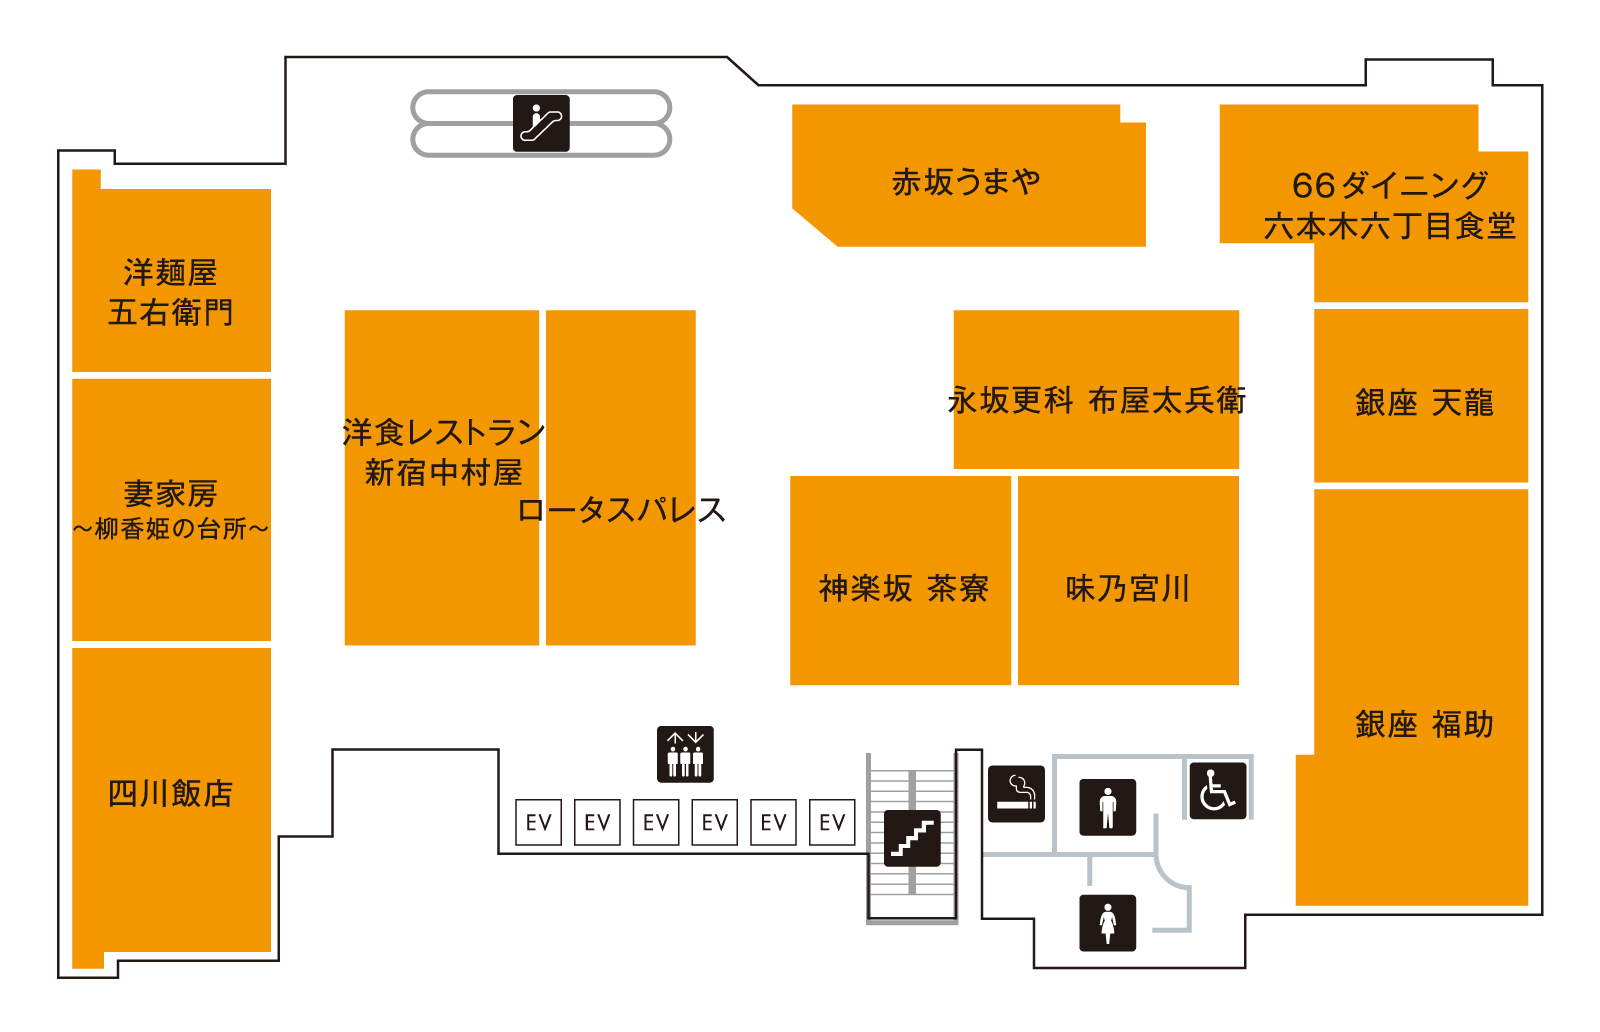 赤坂うまや
66ダイニング
六本木六丁目食堂
洋麺屋
五右衛門
永坂更科 布屋太兵衛
銀座 天龍
洋食レストラン
新宿中村屋
ロータスパレス
妻家房
～柳香姫の台所～
神楽坂 茶寮
味乃宮川
銀座 福助
四川飯店
EV
EV
EV
EV
EV
EV